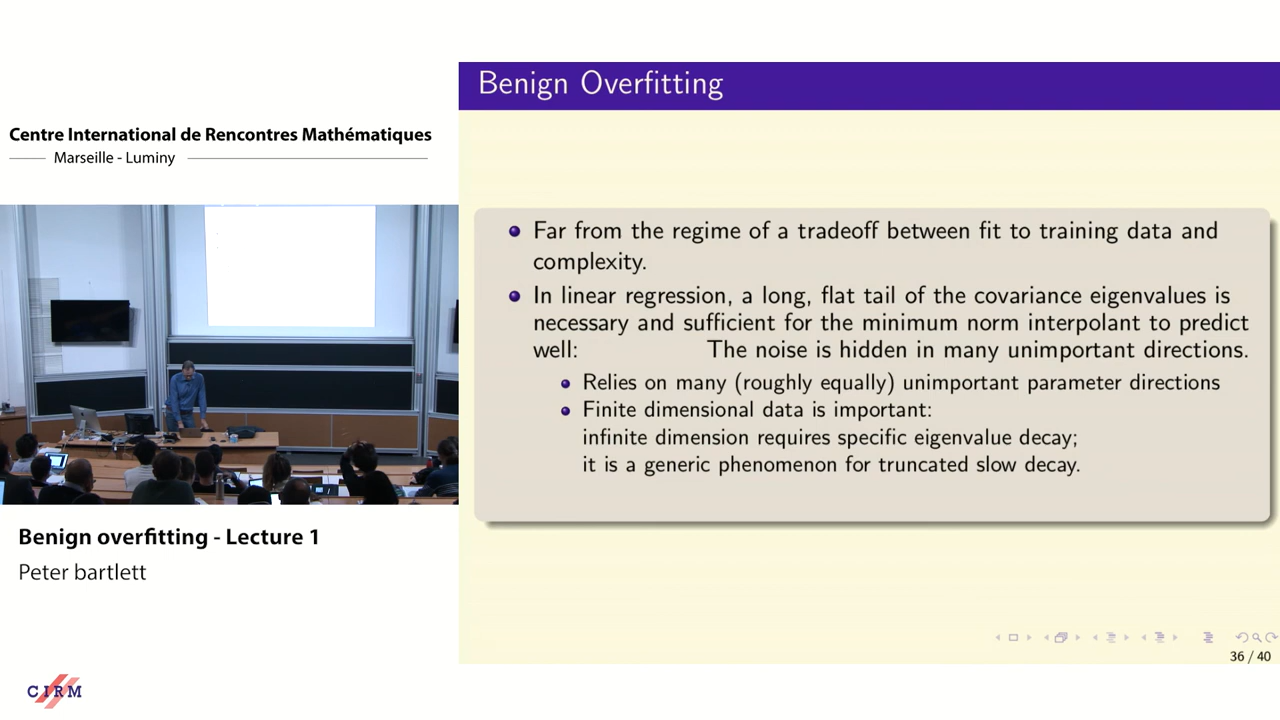 Benign Overfitting
Centre International de Rencontres Mathématiques
Marseille - Luminy
Far from the regime of a tradeoff between fit to training data and
complexity.
In linear regression, a long, flat tail of the covariance eigenvalues is
necessary and sufficient for the minimum norm interpolant to predict
well: The noise is hidden in many unimportant directions.
Relies on many (roughly equally) unimportant parameter directions
Finite dimensional data is important:
infinite dimension requires specific eigenvalue decay;
it is a generic phenomenon for truncated slow decay.
Benign overfitting - Lecture 1
Peter bartlett
36 / 40
CIRM